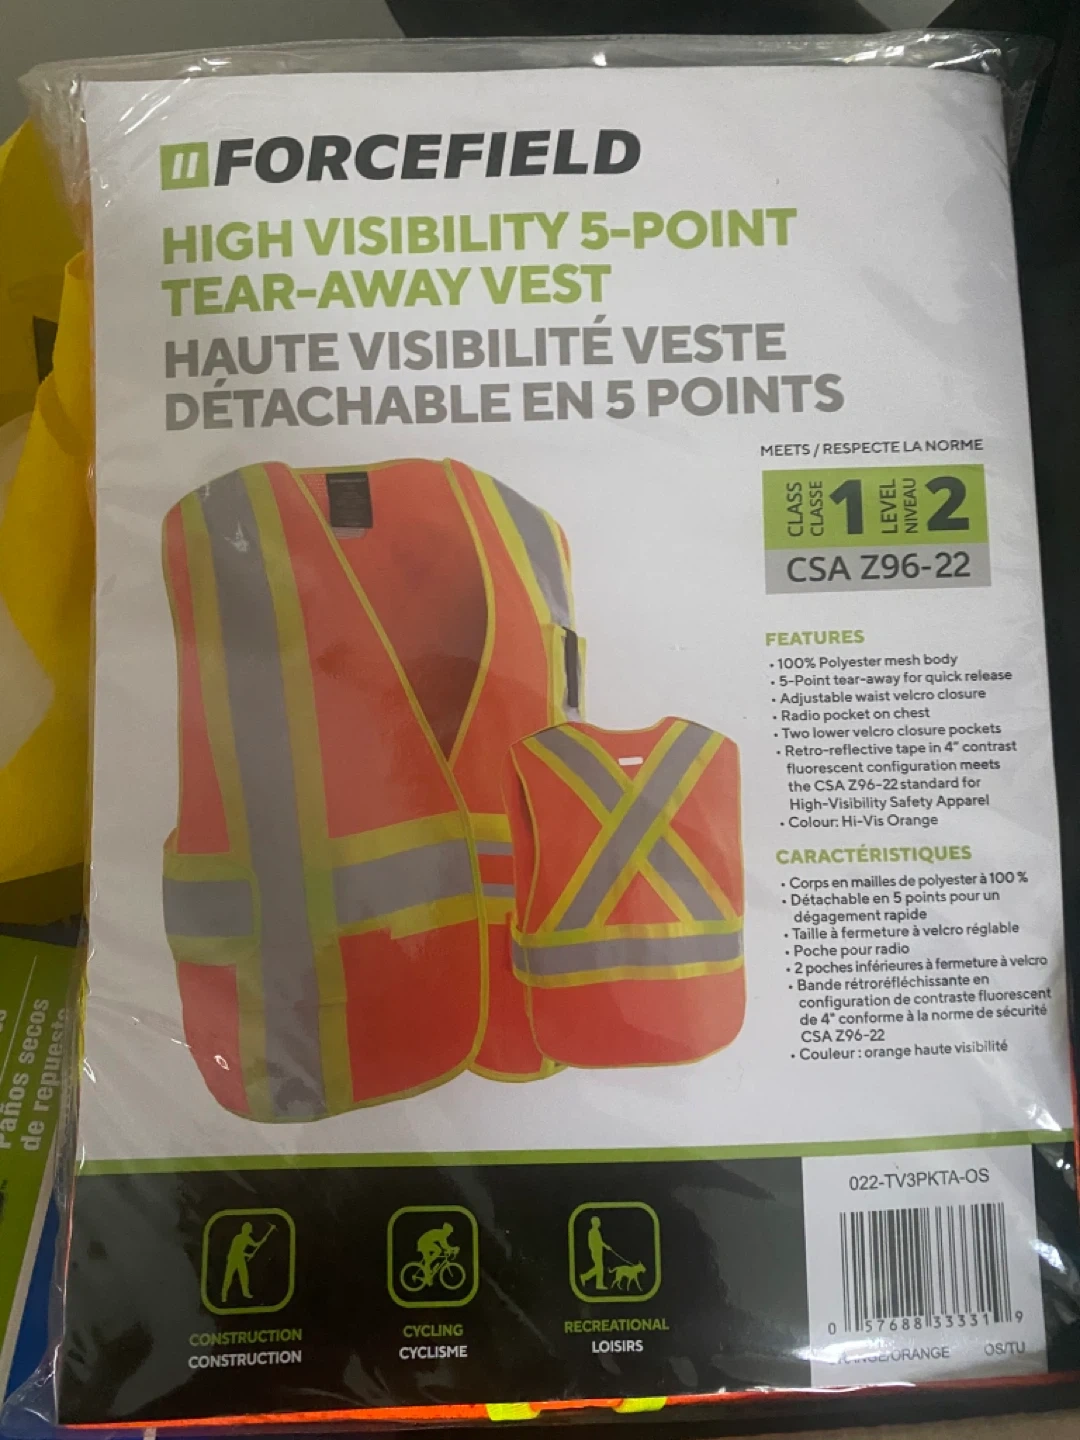 FORCEFIELD
HIGH VISIBILITY 5-POINT
TEAR-AWAY VEST
HAUTE VISIBILITÉ VESTE
DÉTACHABLE EN 5 POINTS
MEETS / RESPECTE LA NORME
CLASS
CLASSE
1
LEVEL
NIVEAU
2
CSA Z96-22
FEATURES
• 100% Polyester mesh body
• 5-Point tear-away for quick release
• Adjustable waist velcro closure
• Radio pocket on chest
• Two lower velcro closure pockets
• Retro-reflective tape in 4" contrast
fluorescent configuration meets
the CSA Z96-22 standard for
High-Visibility Safety Apparel
• Colour: Hi-Vis Orange
CARACTÉRISTIQUES
• Corps en mailles de polyester à 100 %
• Détachable en 5 points pour un
dégagement rapide
• Taille à fermeture à velcro réglable
• Poche pour radio
• 2 poches inférieures à fermeture à velcro
• Bande rétroréfléchissante en
configuration de contraste fluorescent
de 4" conforme à la norme de sécurité
CSA Z96-22
• Couleur : orange haute visibilité
CONSTRUCTION
CONSTRUCTION
CYCLING
CYCLISME
RECREATIONAL
LOISIRS
022-TV3PKTA-OS
0 57688 33331 9
ORANGE OS/TU
Paños secos
de repuesto